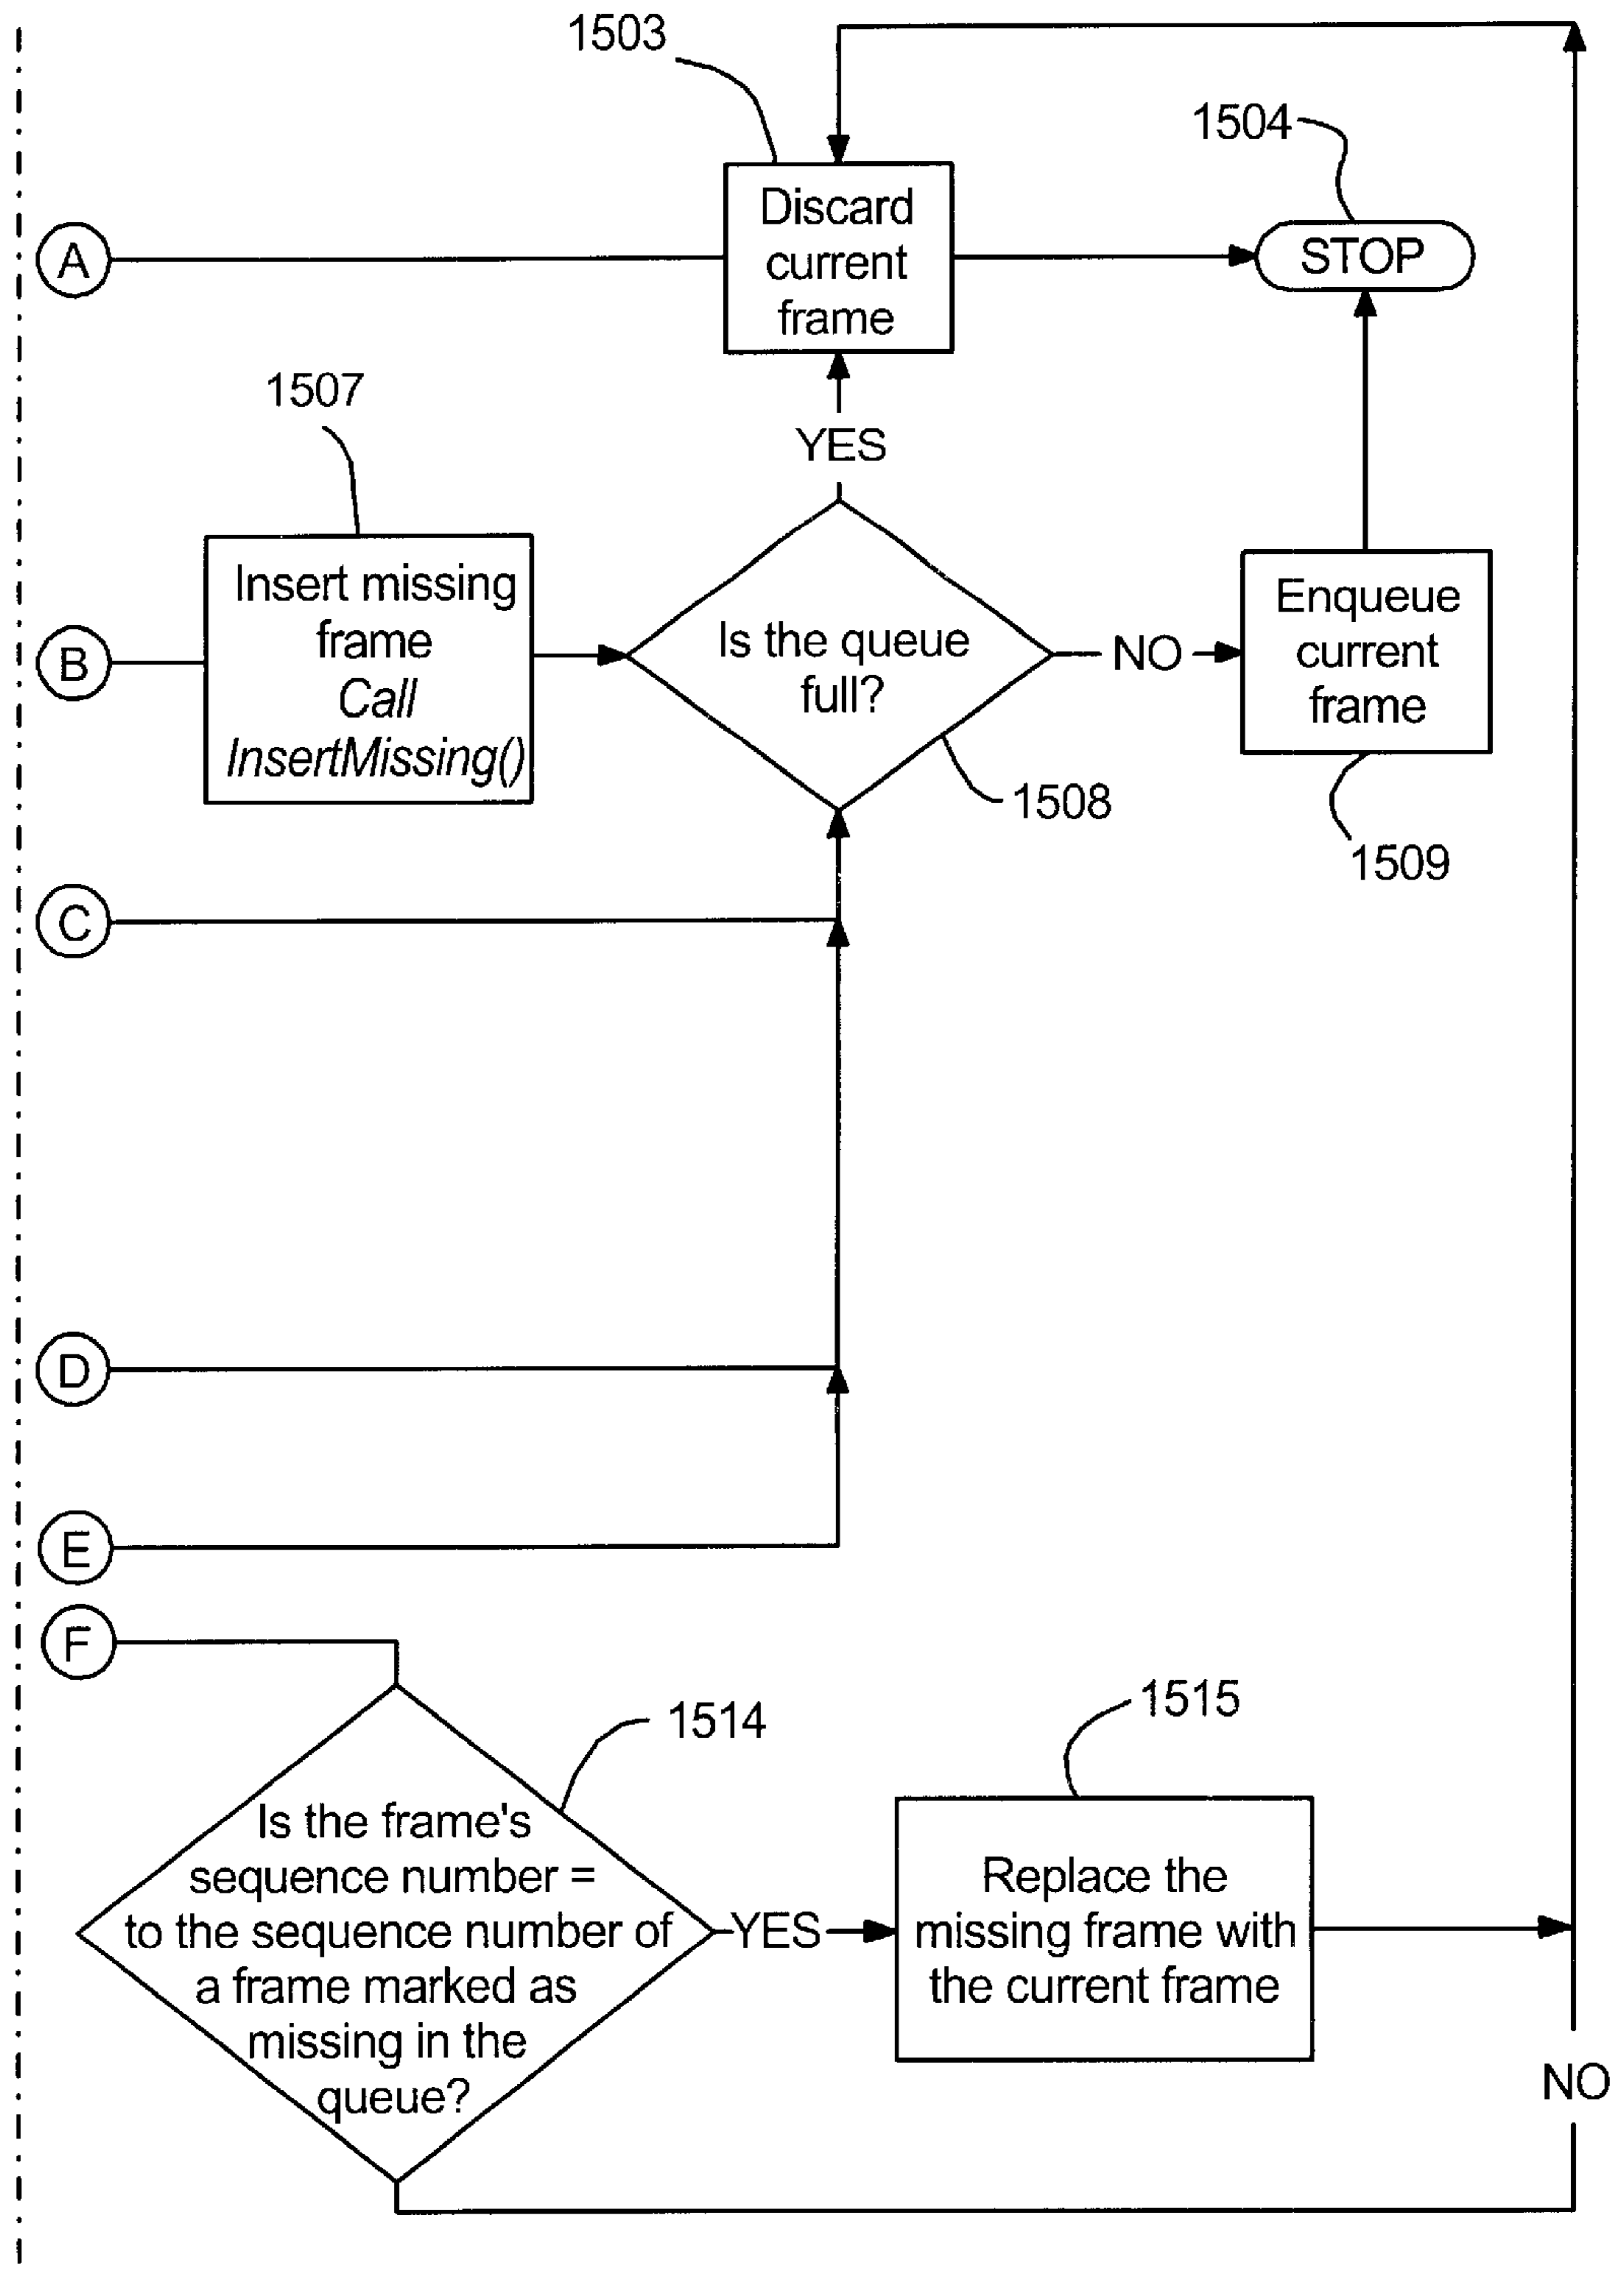 1503
1504
A
Discard
current
frame
STOP
1507
YES
B
Insert missing
frame
Call
InsertMissing()
Is the queue
full?
NO
Enqueue
current
frame
1508
1509
C
D
E
F
1514
1515
Is the frame's
sequence number =
to the sequence number of
a frame marked as
missing in the
queue?
YES
Replace the
missing frame with
the current frame
NO